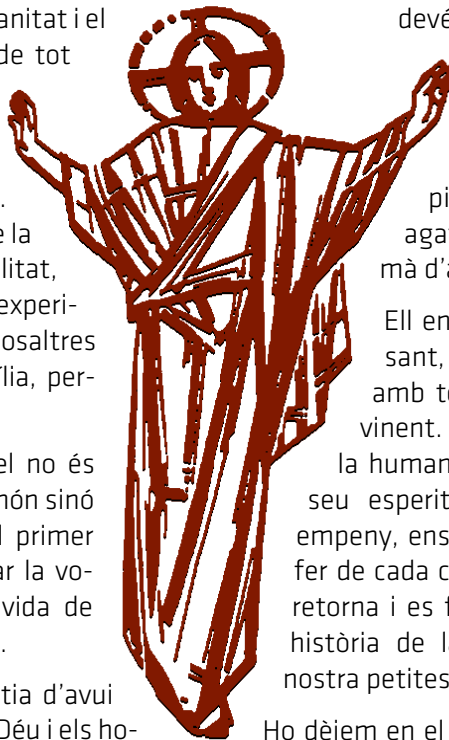 anitat i el
de tot
.
e la
litat,
experi-
osaltres
ília, per-
el no és
món sinó
l primer
ar la vo-
vida de
.
tia d'avui
Déu i els ho-
devé
pi
aga
mà d'a
Ell en
sant,
amb to
vinent.
la human
seu esperit
empeny, ens
fer de cada c
retorna i es f
història de la
nostra petites
Ho dèiem en el